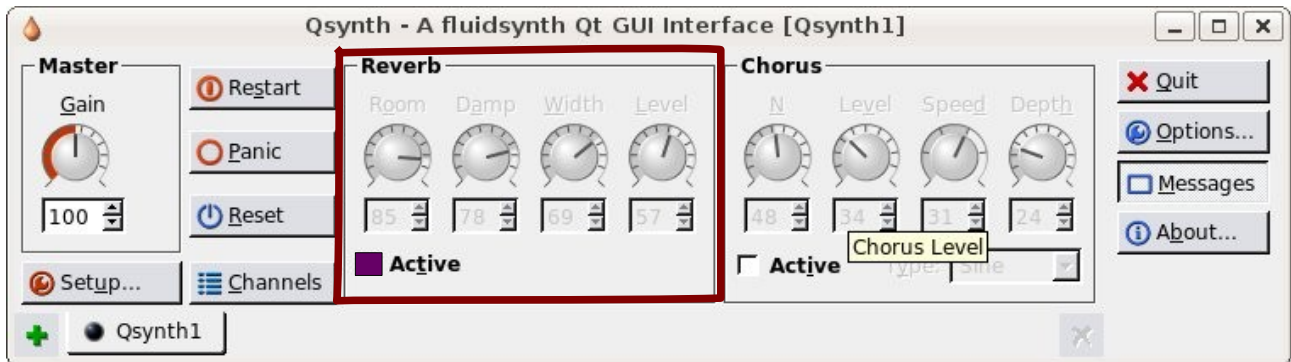 Qsynth - A fluidsynth Qt GUI Interface [Qsynth1]
Master
Gain
100
Setup...
Restart
Panic
Reset
Channels
Reverb
Room Damp Width Level
85 78 69 57
Active
Chorus
N Level Speed Depth
48 34 31 24
Chorus Level
Active Type: Sine
Quit
Options...
Messages
About...
Qsynth1